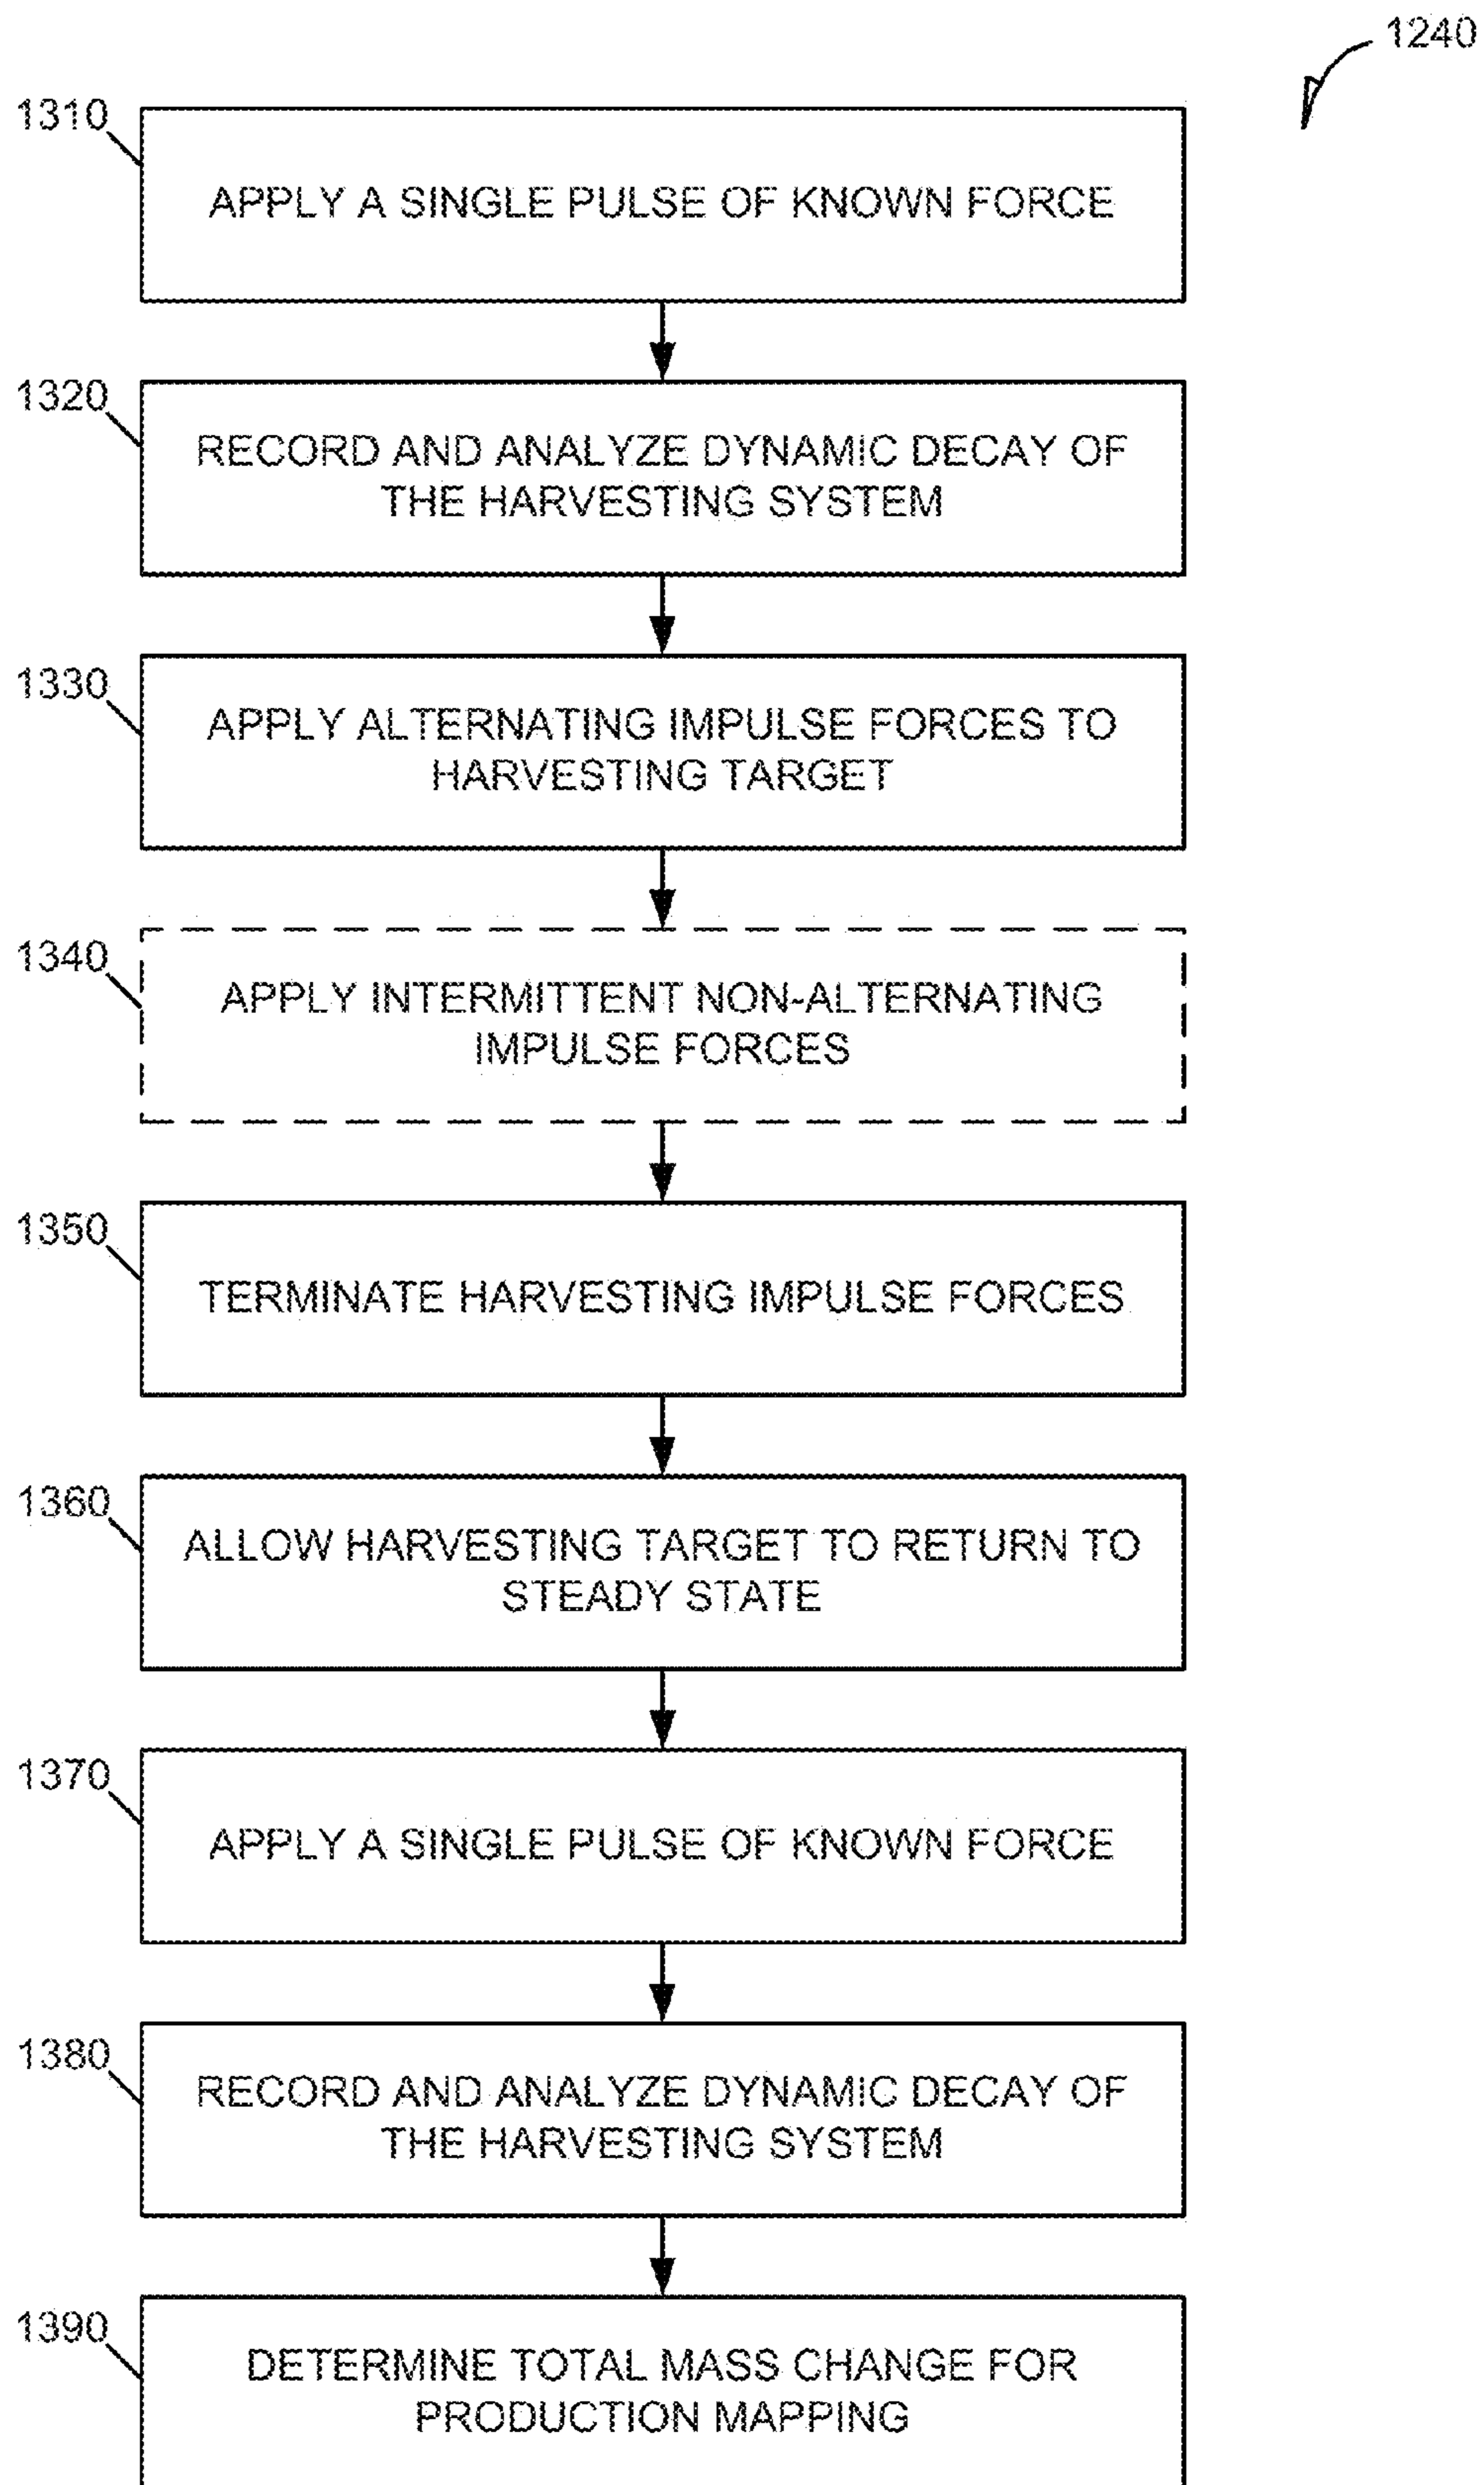 1240
1310
APPLY A SINGLE PULSE OF KNOWN FORCE
1320
RECORD AND ANALYZE DYNAMIC DECAY OF
THE HARVESTING SYSTEM
1330
APPLY ALTERNATING IMPULSE FORCES TO
HARVESTING TARGET
1340
APPLY INTERMITTENT NON-ALTERNATING
IMPULSE FORCES
1350
TERMINATE HARVESTING IMPULSE FORCES
1360
ALLOW HARVESTING TARGET TO RETURN TO
STEADY STATE
1370
APPLY A SINGLE PULSE OF KNOWN FORCE
1380
RECORD AND ANALYZE DYNAMIC DECAY OF
THE HARVESTING SYSTEM
1390
DETERMINE TOTAL MASS CHANGE FOR
PRODUCTION MAPPING